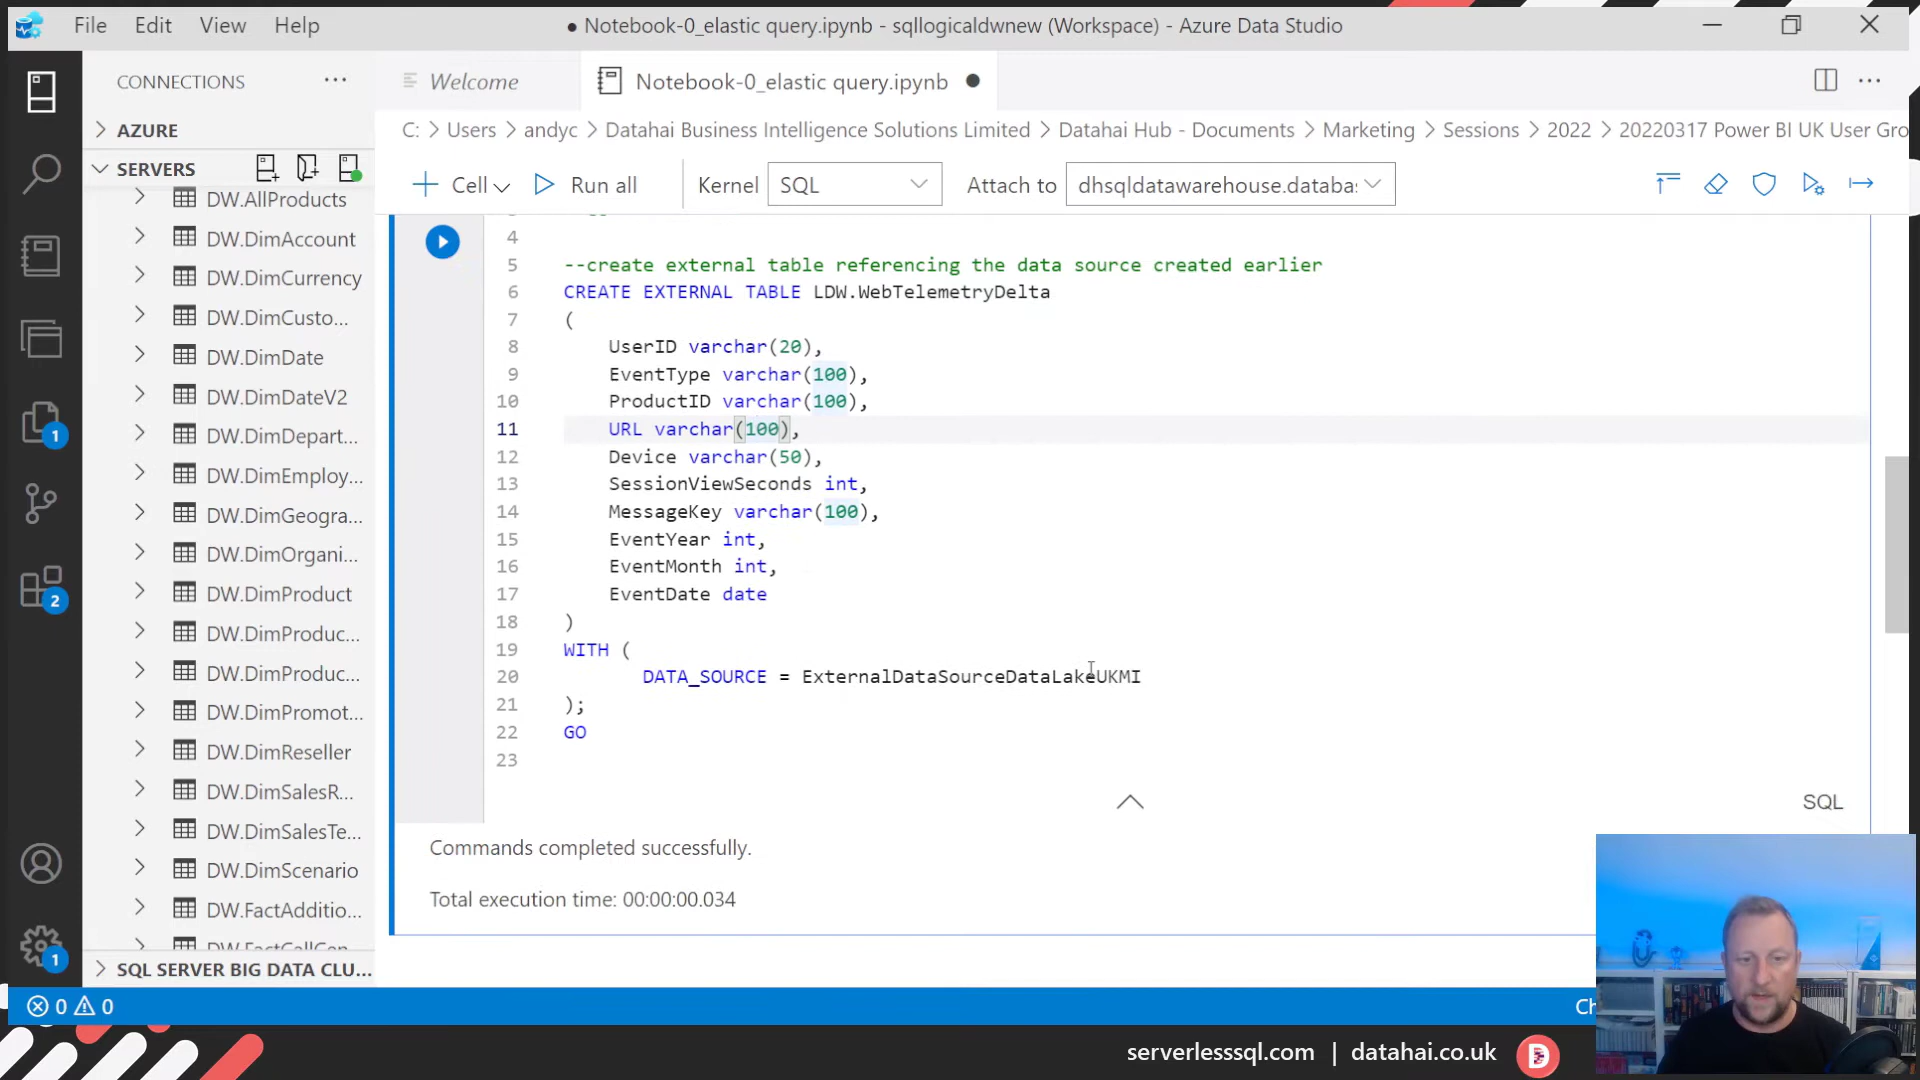 File Edit View Help
● Notebook-0_elastic query.ipynb - sqllogicaldwnew (Workspace) - Azure Data Studio
CONNECTIONS
Welcome
Notebook-0_elastic query.ipynb
AZURE
C: > Users > andyc > Datahai Business Intelligence Solutions Limited > Datahai Hub - Documents > Marketing > Sessions > 2022 > 20220317 Power BI UK User Gro
SERVERS
Cell
Run all
Kernel
SQL
Attach to
dhsqldatawarehouse.databa
DW.AllProducts
DW.DimAccount
DW.DimCurrency
DW.DimCusto...
DW.DimDate
DW.DimDateV2
DW.DimDepart...
DW.DimEmploy...
DW.DimGeogra...
DW.DimOrgani...
DW.DimProduct
DW.DimProduc...
DW.DimProduc...
DW.DimPromot...
DW.DimReseller
DW.DimSalesR...
DW.DimSalesTe...
DW.DimScenario
DW.FactAdditio...
DW.FactCallCen
SQL SERVER BIG DATA CLU...
1
2
1
4
5 --create external table referencing the data source created earlier
6 CREATE EXTERNAL TABLE LDW.WebTelemetryDelta
7 (
8 UserID varchar(20),
9 EventType varchar(100),
10 ProductID varchar(100),
11 URL varchar(100),
12 Device varchar(50),
13 SessionViewSeconds int,
14 MessageKey varchar(100),
15 EventYear int,
16 EventMonth int,
17 EventDate date
18 )
19 WITH (
20 DATA_SOURCE = ExternalDataSourceDataLakeUKMI
21 );
22 GO
23
SQL
Commands completed successfully.
Total execution time: 00:00:00.034
0 0
Ch
serverlesssql.com | datahai.co.uk
D